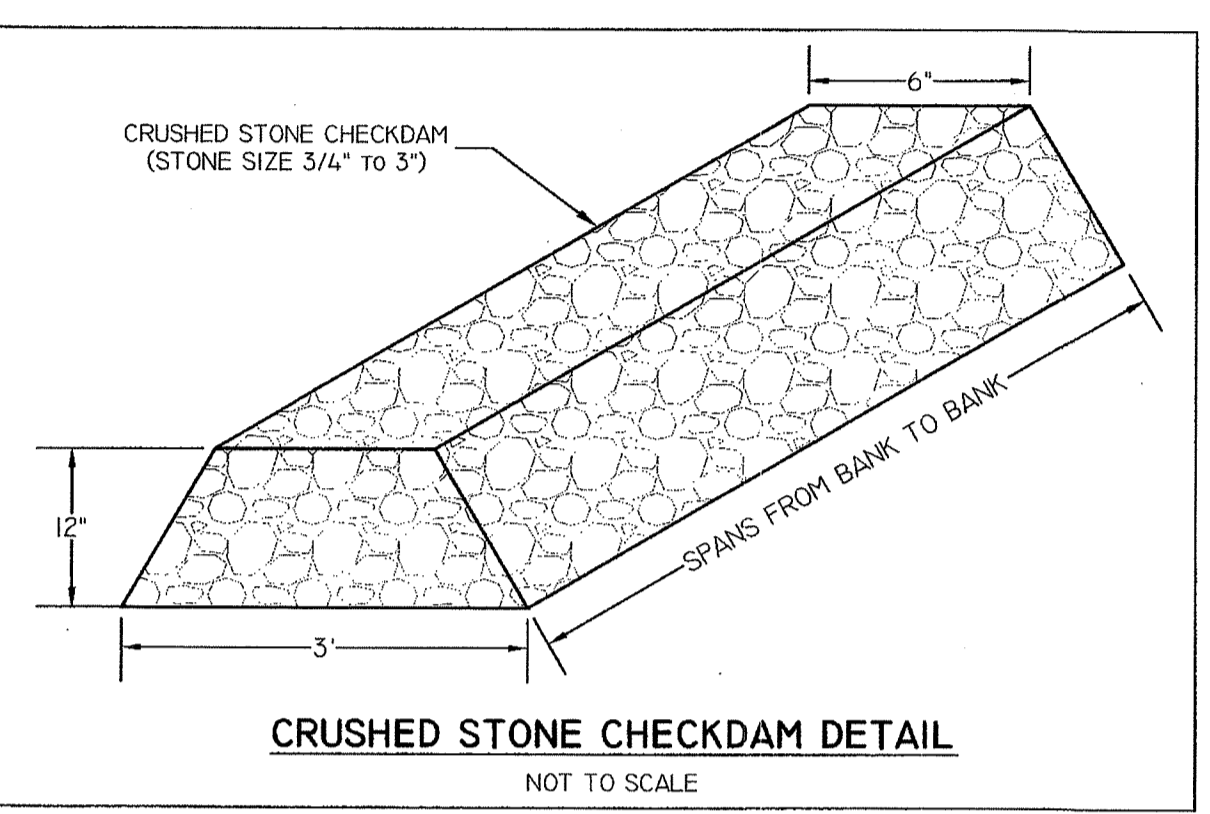 6"
CRUSHED STONE CHECKDAM
(STONE SIZE 3/4" TO 3")
12"
SPANS FROM BANK TO BANK
3'
CRUSHED STONE CHECKDAM DETAIL
NOT TO SCALE